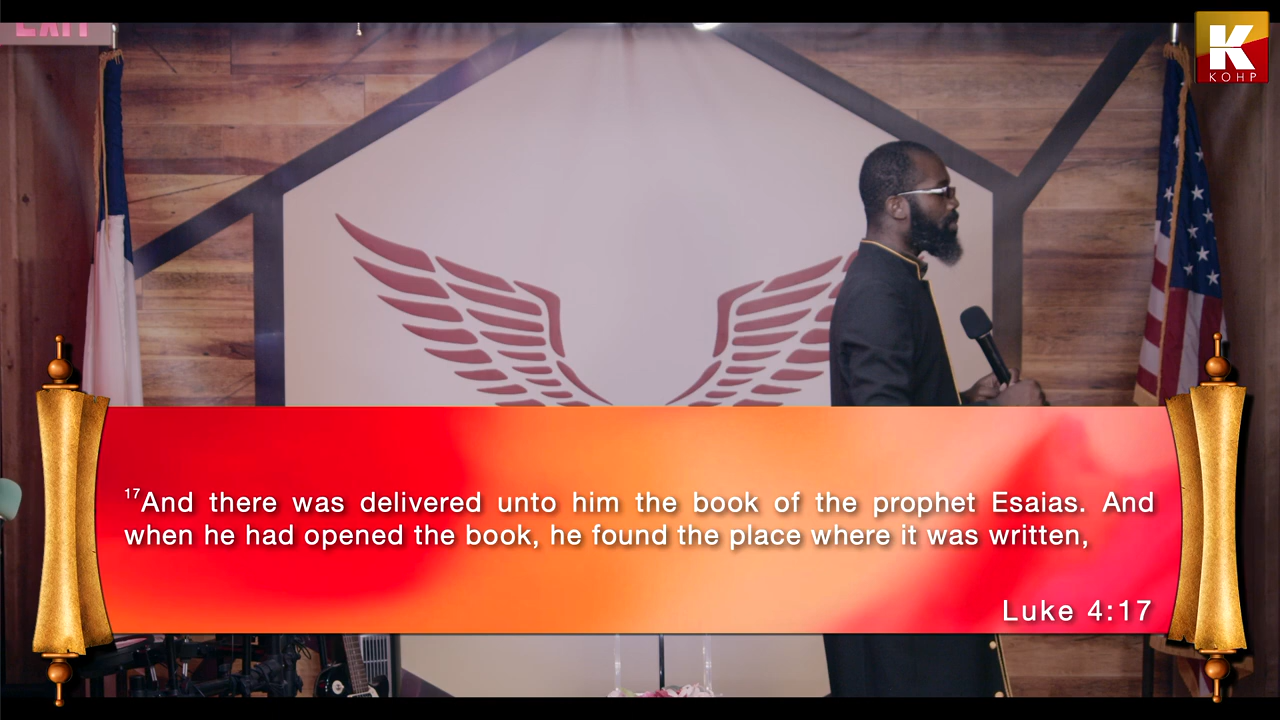 EXIT
K
KOHP
17And there was delivered unto him the book of the prophet Esaias. And
when he had opened the book, he found the place where it was written,
Luke 4:17